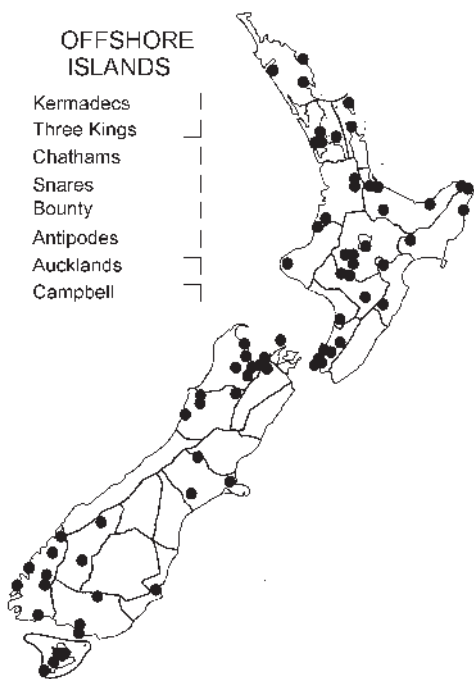 OFFSHORE
ISLANDS
Kermadecs
Three Kings
Chathams
Snares
Bounty
Antipodes
Aucklands
Campbell